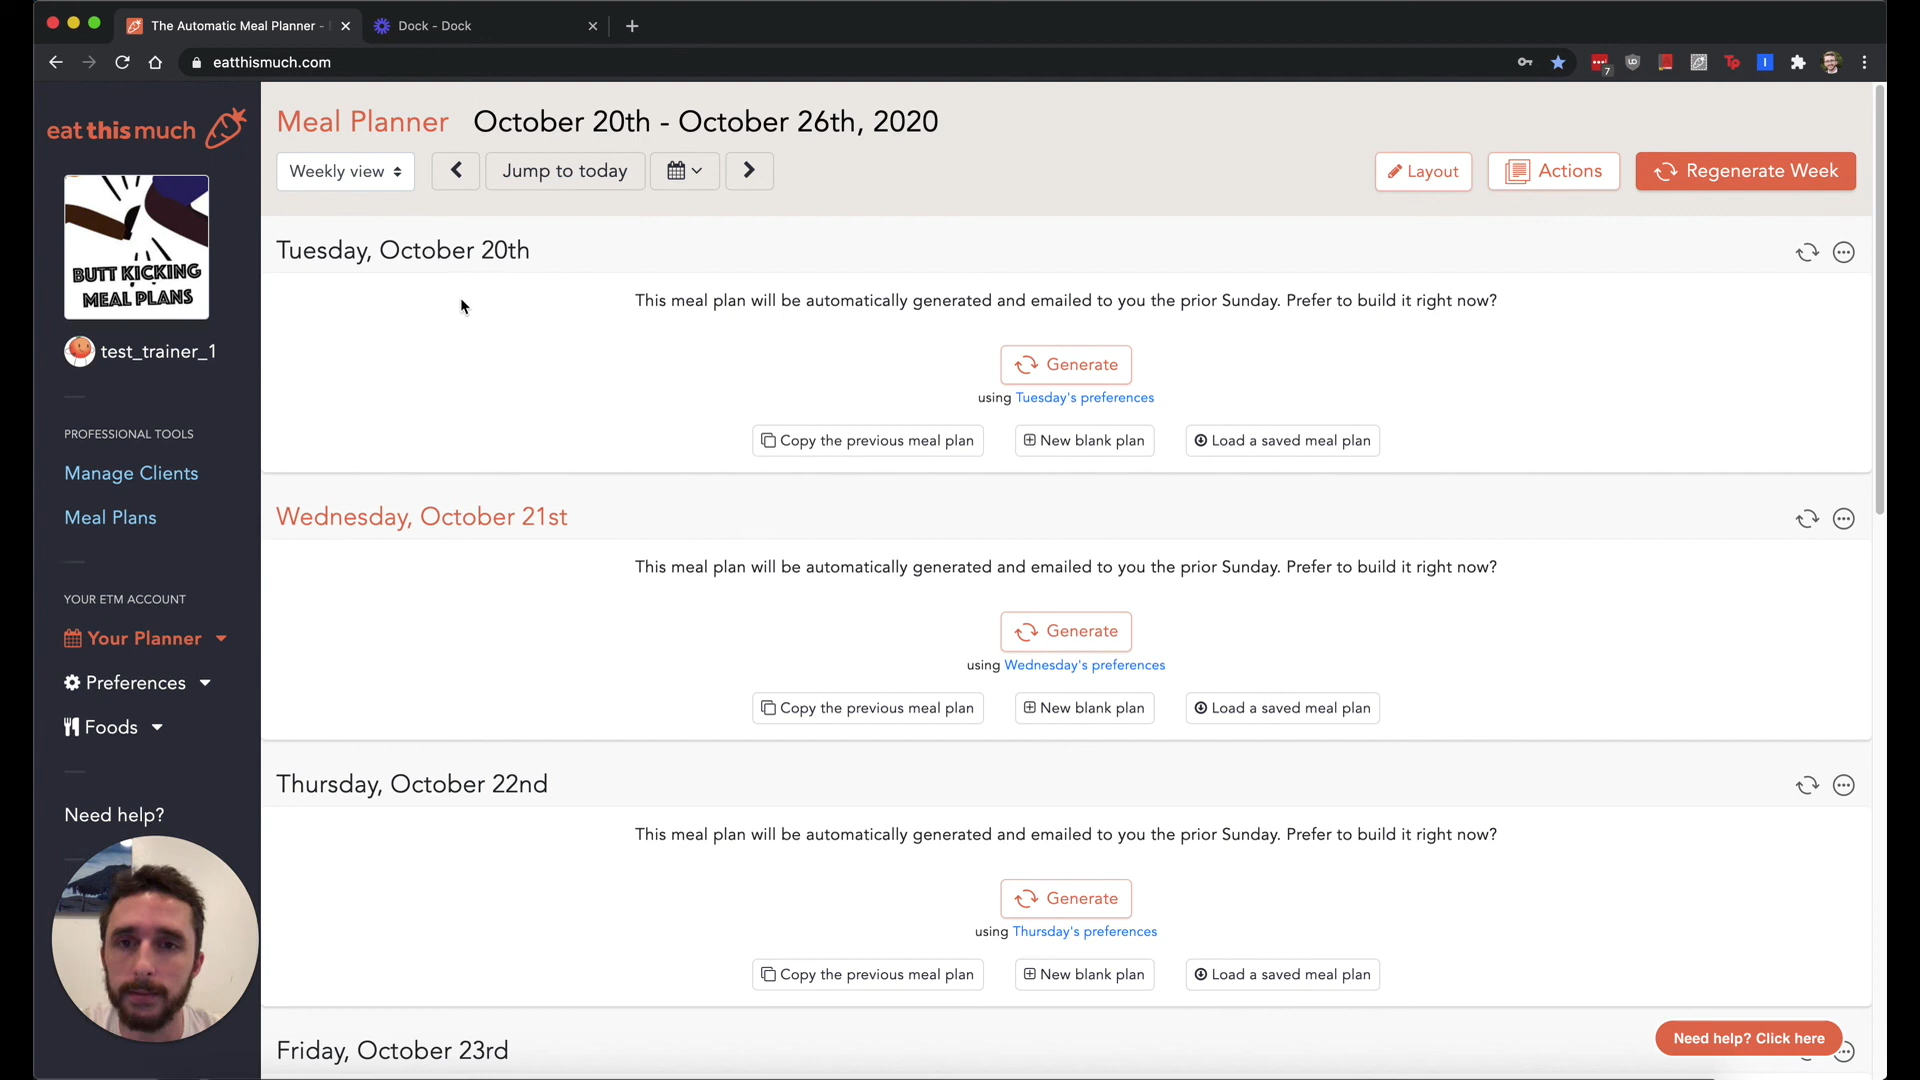 The Automatic Meal Planner -
Dock - Dock
eatthismuch.com
7
eat this much
Meal Planner October 20th - October 26th, 2020
Weekly view
Jump to today
Layout
Actions
Regenerate Week
BUTT KICKING
MEAL PLANS
test_trainer_1
PROFESSIONAL TOOLS
Manage Clients
Meal Plans
YOUR ETM ACCOUNT
Your Planner
Preferences
Foods
Need help?
Tuesday, October 20th
This meal plan will be automatically generated and emailed to you the prior Sunday. Prefer to build it right now?
Generate
using Tuesday's preferences
Copy the previous meal plan
New blank plan
Load a saved meal plan
Wednesday, October 21st
This meal plan will be automatically generated and emailed to you the prior Sunday. Prefer to build it right now?
Generate
using Wednesday's preferences
Copy the previous meal plan
New blank plan
Load a saved meal plan
Thursday, October 22nd
This meal plan will be automatically generated and emailed to you the prior Sunday. Prefer to build it right now?
Generate
using Thursday's preferences
Copy the previous meal plan
New blank plan
Load a saved meal plan
Friday, October 23rd
Need help? Click here